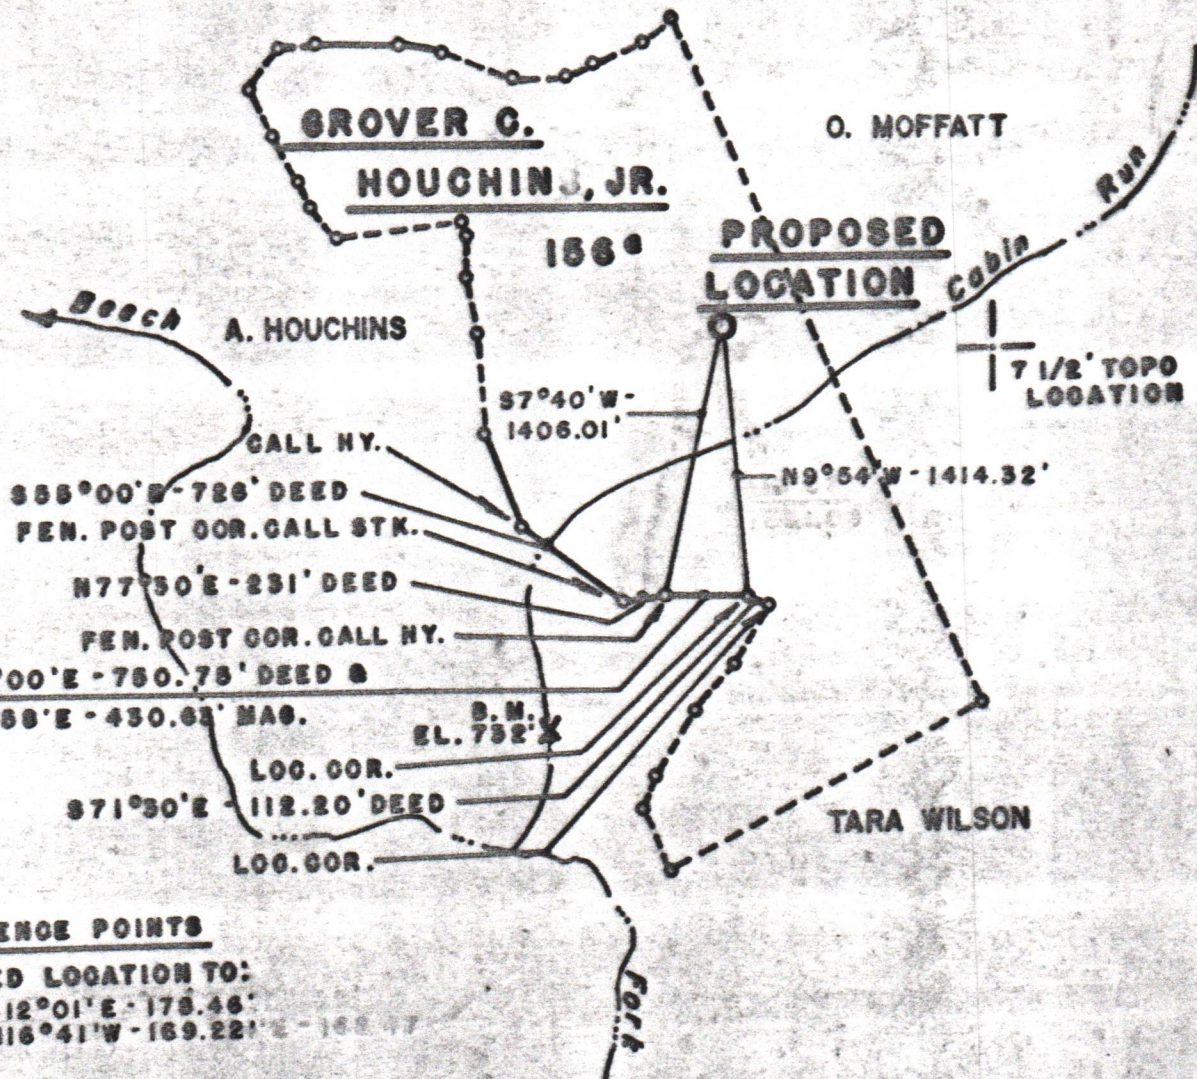 GROVER C.
HOUCHINS, JR.
156ª
O. MOFFATT
Run
Cabin
PROPOSED
LOCATION
Beech
A. HOUCHINS
7 1/2' TOPO
LOCATION
S7°40'W-
1406.01'
CALL HY.
N9°54'W - 1414.32'
S55°00'E - 726' DEED
FEN. POST COR. CALL STK.
N77°30'E - 231' DEED
FEN. POST COR. CALL HY.
°00'E - 750.75' DEED &
'E - 430.63' MAG.
B. M.
EL. 732'
LOC. COR.
S71°30'E - 112.20' DEED
TARA WILSON
LOC. COR.
ENCE POINTS
ED LOCATION TO:
12°01'E - 178.46'
16°41'W - 169.22'
Fork